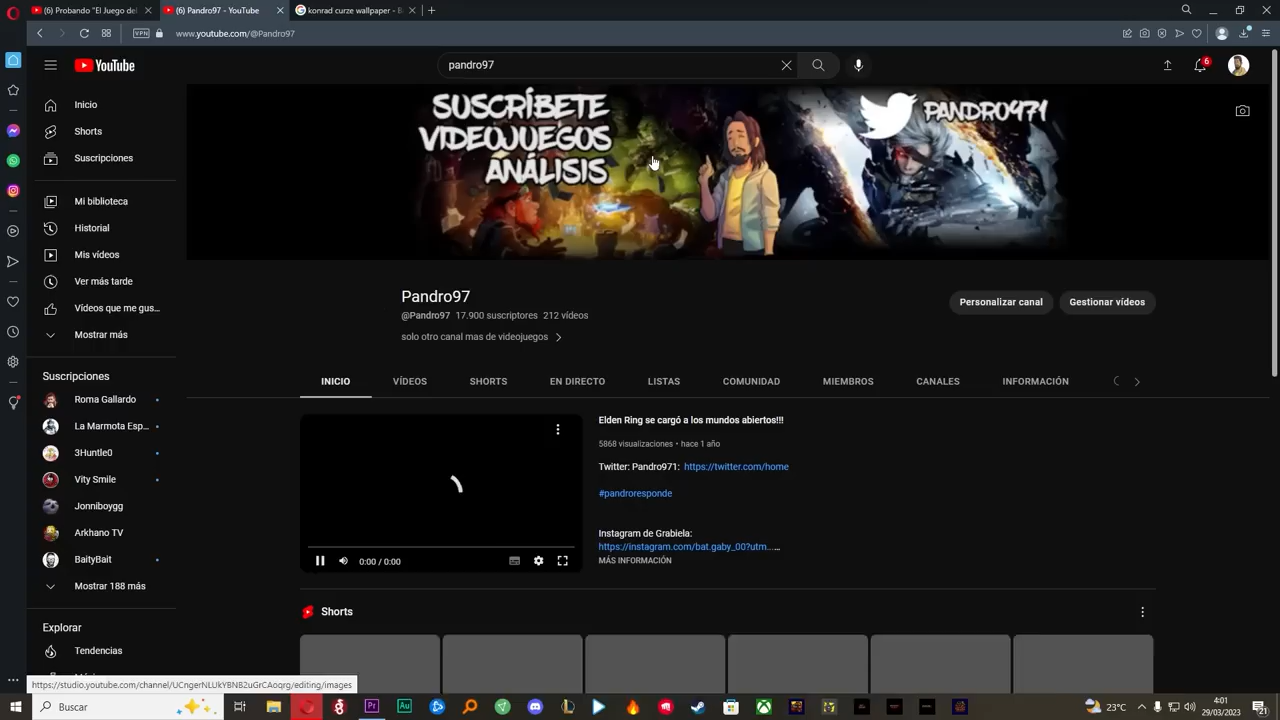 (6) Probando "El Juego del
(6) Pandro97 - YouTube
konrad curze wallpaper - B
VPN
www.youtube.com/@Pandro97
YouTube
pandro97
6
Inicio
Shorts
Suscripciones
Mi biblioteca
Historial
Mis vídeos
Ver más tarde
Vídeos que me gus...
Mostrar más
Suscripciones
Roma Gallardo
La Marmota Esp...
3Huntle0
Vity Smile
Jonniboygg
Arkhano TV
BaityBait
Mostrar 188 más
Explorar
Tendencias
SUSCRÍBETE
VIDEOJUEGOS
ANÁLISIS
PANDRO971
Pandro97
@Pandro97 17.900 suscriptores 212 vídeos
solo otro canal mas de videojuegos
Personalizar canal
Gestionar vídeos
INICIO
VÍDEOS
SHORTS
EN DIRECTO
LISTAS
COMUNIDAD
MIEMBROS
CANALES
INFORMACIÓN
0:00 / 0:00
Elden Ring se cargó a los mundos abiertos!!!
5868 visualizaciones • hace 1 año
Twitter: Pandro971: https://twitter.com/home
#pandroresponde
Instagram de Grabiela:
https://instagram.com/bat.gaby_00?utm......
MÁS INFORMACIÓN
Shorts
https://studio.youtube.com/channel/UCngerNLUkYBNB2uGrCAoqrg/editing/images
Buscar
Pr
Au
23°C
4:01
29/03/2023